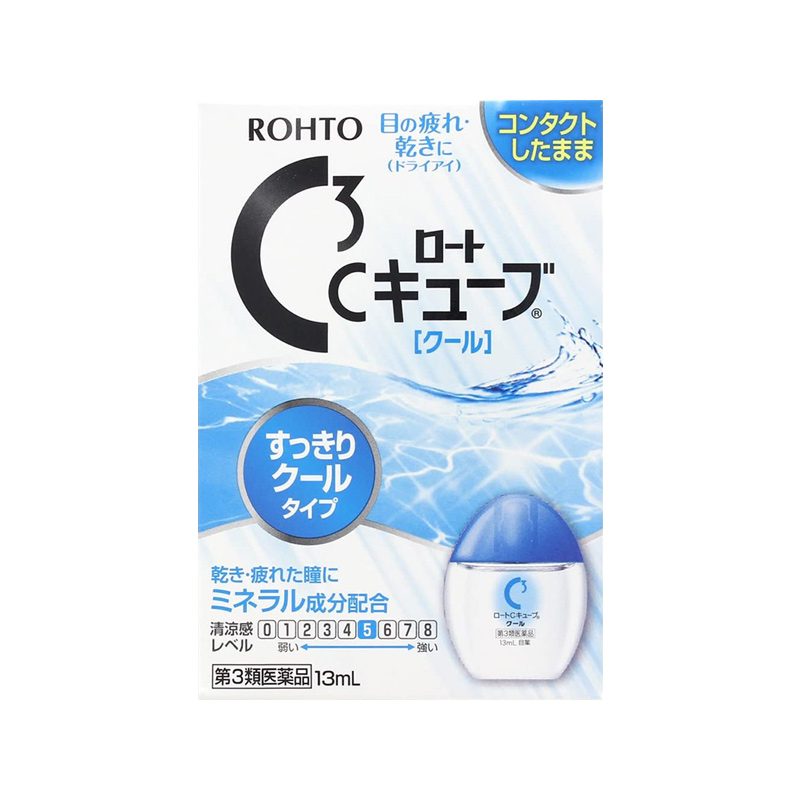 ROHTO
目の疲れ・
乾きに
(ドライアイ)
コンタクト
したまま
C3
ロート
Cキューブ®
[クール]
すっきり
クール
タイプ
乾き・疲れた瞳に
ミネラル成分配合
清涼感
レベル
0 1 2 3 4 5 6 7 8
弱い 強い
第3類医薬品 13mL
C3
ロートCキューブ®
クール
第3類医薬品
13mL 目薬